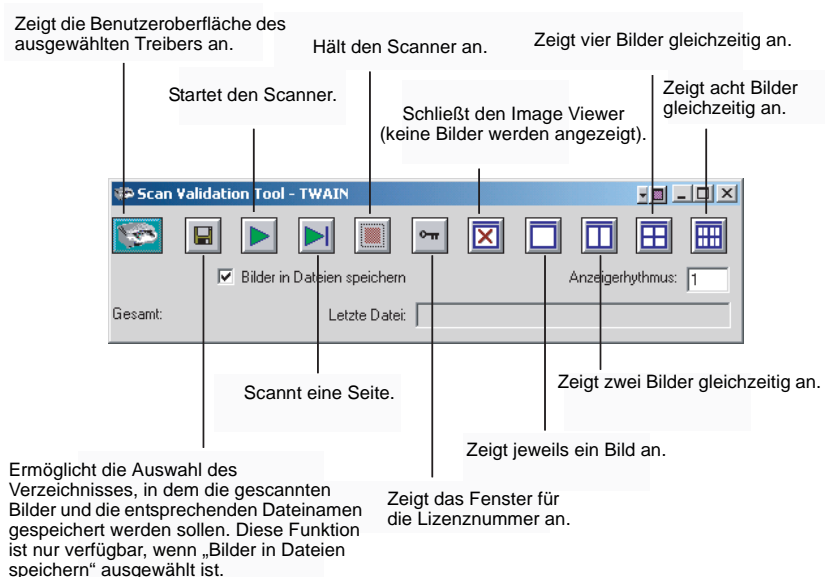 Zeigt die Benutzeroberfläche des
ausgewählten Treibers an.
Hält den Scanner an.
Zeigt vier Bilder gleichzeitig an.
Startet den Scanner.
Zeigt acht Bilder
gleichzeitig an.
Schließt den Image Viewer
(keine Bilder werden angezeigt).
Scan Validation Tool - TWAIN
Bilder in Dateien speichern
Anzeigerhythmus: 1
Gesamt:
Letzte Datei:
Scannt eine Seite.
Zeigt zwei Bilder gleichzeitig an.
Zeigt jeweils ein Bild an.
Ermöglicht die Auswahl des
Verzeichnisses, in dem die gescannten
Bilder und die entsprechenden Dateinamen
gespeichert werden sollen. Diese Funktion
ist nur verfügbar, wenn „Bilder in Dateien
speichern“ ausgewählt ist.
Zeigt das Fenster für
die Lizenznummer an.